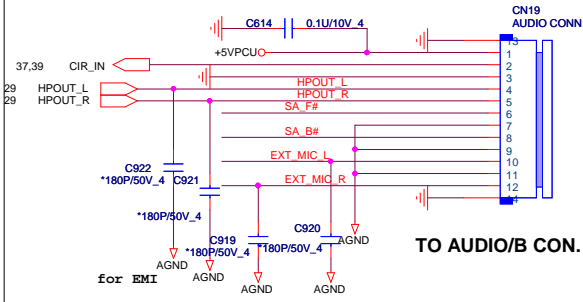 CN19
AUDIO CONN
C614 0.1U/10V_4
13
+5VPCU
1
37,39 CIR_IN
2
3
29 HPOUT_L HPOUT_L
4
29 HPOUT_R HPOUT_R
5
SA_F#
6
7
SA_B#
8
9
EXT_MIC_L
10
11
EXT_MIC_R
12
14
C922
*180P/50V_4
C921
*180P/50V_4
C919
*180P/50V_4
C920
*180P/50V_4
AGND
TO AUDIO/B CON.
AGND
AGND
AGND
AGND
for EMI